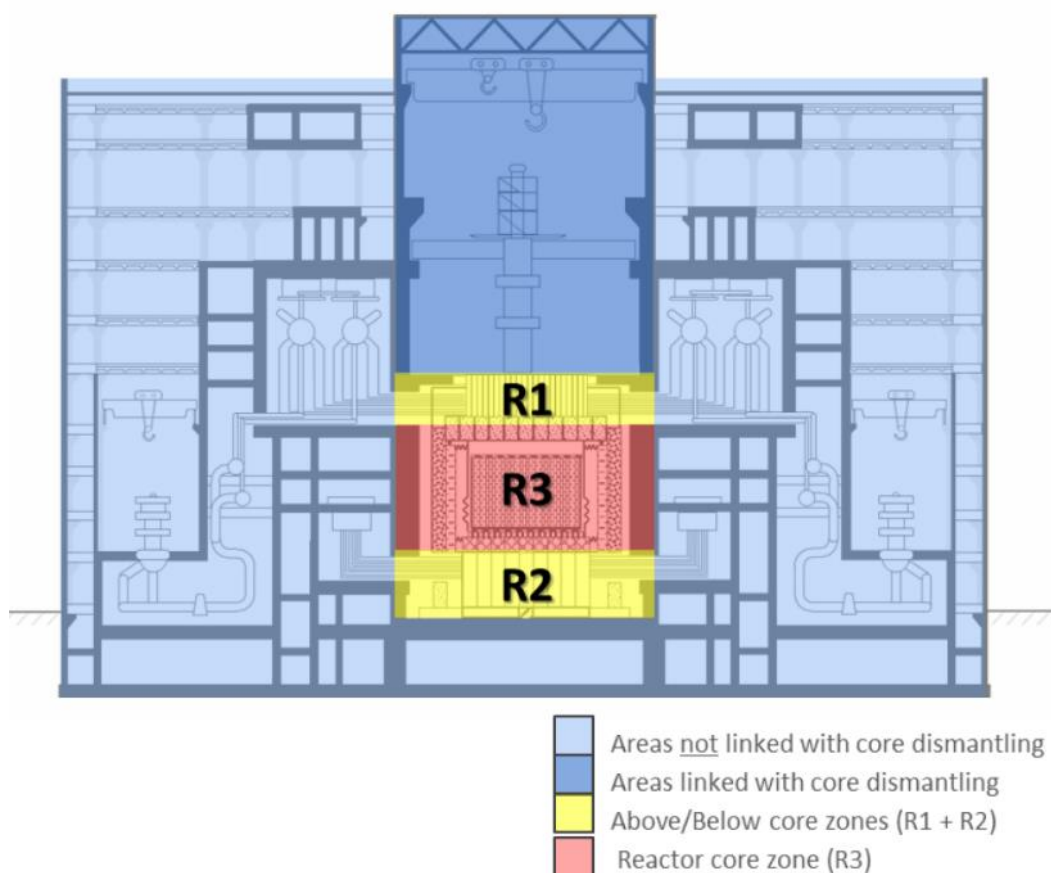 R1
R3
R2
Areas not linked with core dismantling
Areas linked with core dismantling
Above/Below core zones (R1 + R2)
Reactor core zone (R3)